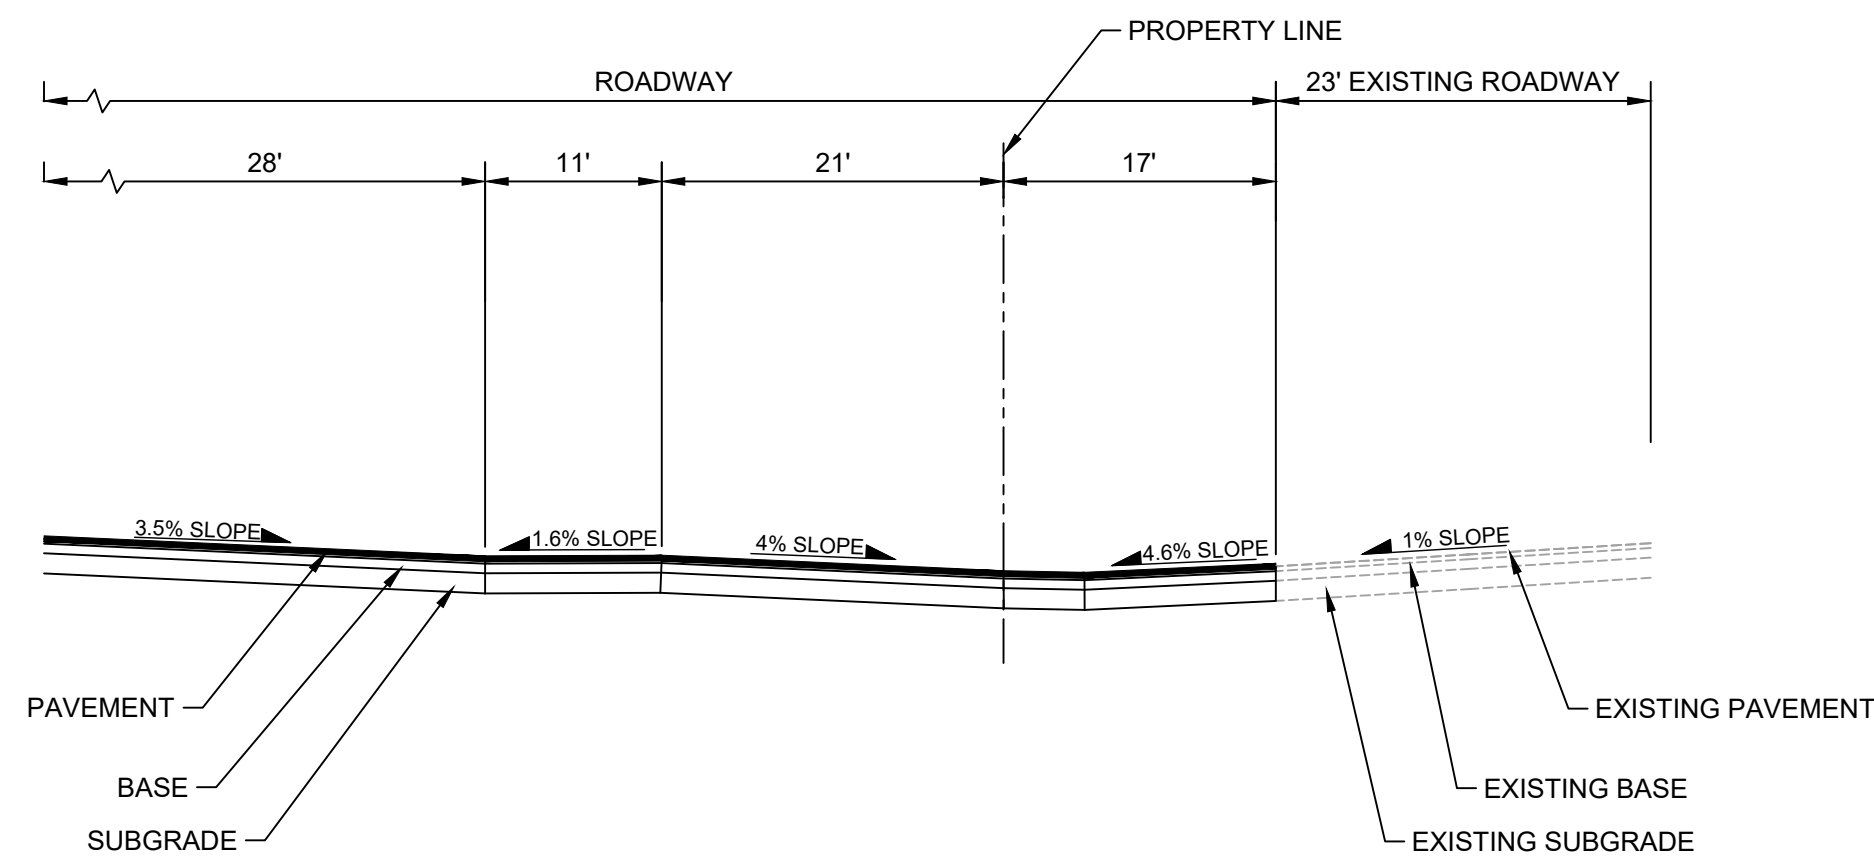 PROPERTY LINE
ROADWAY
23' EXISTING ROADWAY
28'
11'
21'
17'
3.5% SLOPE
1.6% SLOPE
4% SLOPE
4.6% SLOPE
1% SLOPE
PAVEMENT
EXISTING PAVEMENT
BASE
EXISTING BASE
SUBGRADE
EXISTING SUBGRADE